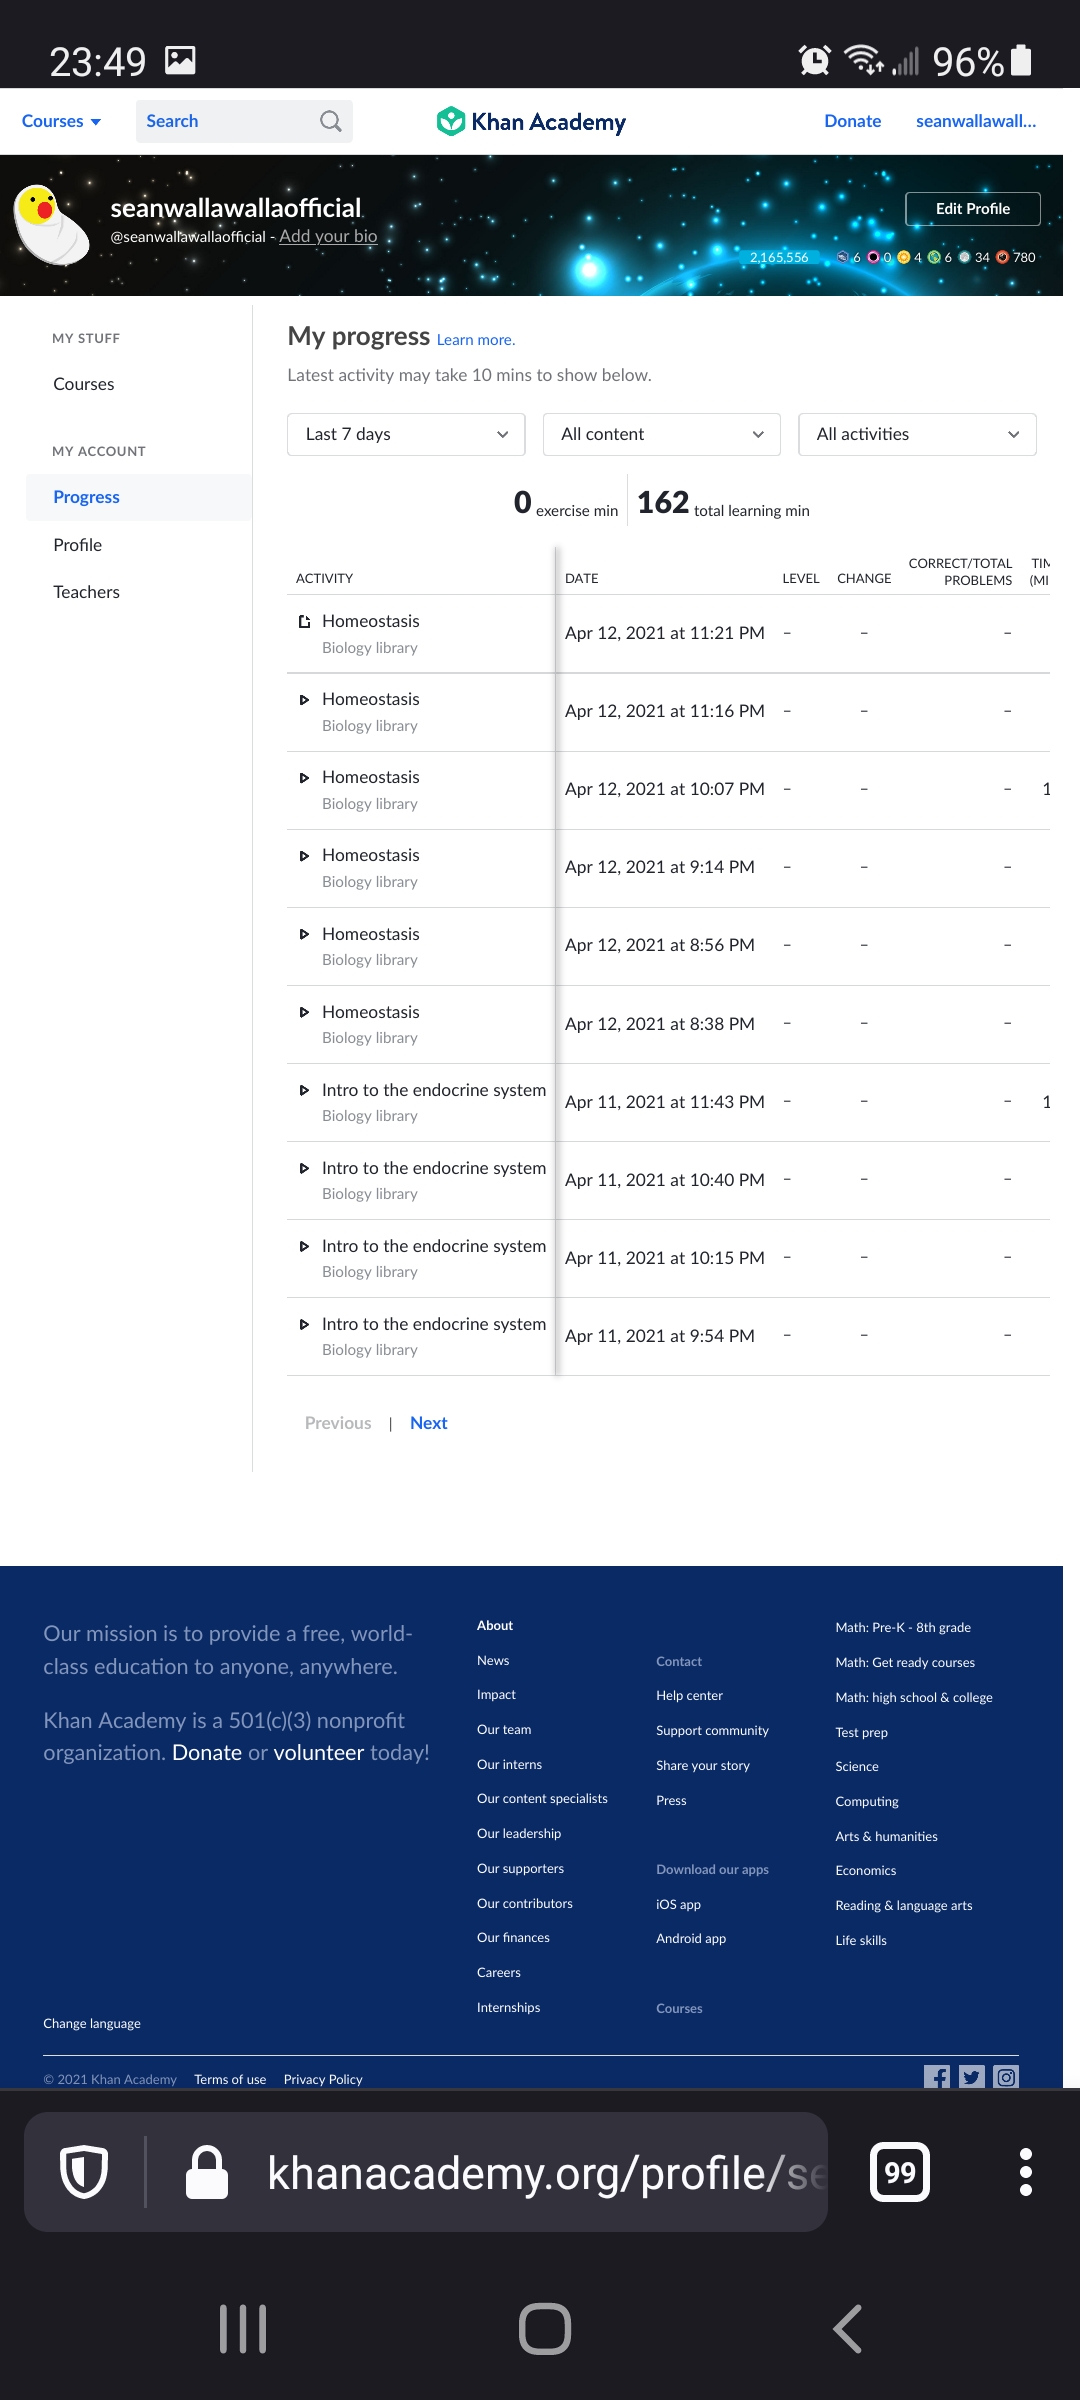 23:49
96%
Courses
Search
Khan Academy
Donate
seanwallawall...
seanwallawallaofficial
@seanwallawallaofficial - Add your bio
Edit Profile
2,165,556 6 0 4 6 34 780
MY STUFF
Courses
MY ACCOUNT
Progress
Profile
Teachers
My progress Learn more.
Latest activity may take 10 mins to show below.
Last 7 days
All content
All activities
0 exercise min
162 total learning min
ACTIVITY DATE LEVEL CHANGE CORRECT/TOTAL PROBLEMS TIM (MI
Homeostasis
Biology library
Apr 12, 2021 at 11:21 PM – – –
Homeostasis
Biology library
Apr 12, 2021 at 11:16 PM – – –
Homeostasis
Biology library
Apr 12, 2021 at 10:07 PM – – – 1
Homeostasis
Biology library
Apr 12, 2021 at 9:14 PM – – –
Homeostasis
Biology library
Apr 12, 2021 at 8:56 PM – – –
Homeostasis
Biology library
Apr 12, 2021 at 8:38 PM – – –
Intro to the endocrine system
Biology library
Apr 11, 2021 at 11:43 PM – – – 1
Intro to the endocrine system
Biology library
Apr 11, 2021 at 10:40 PM – – –
Intro to the endocrine system
Biology library
Apr 11, 2021 at 10:15 PM – – –
Intro to the endocrine system
Biology library
Apr 11, 2021 at 9:54 PM – – –
Previous | Next
Our mission is to provide a free, world-
class education to anyone, anywhere.
Khan Academy is a 501(c)(3) nonprofit
organization. Donate or volunteer today!
About
News
Impact
Our team
Our interns
Our content specialists
Our leadership
Our supporters
Our contributors
Our finances
Careers
Internships
Contact
Help center
Support community
Share your story
Press
Download our apps
iOS app
Android app
Courses
Math: Pre-K - 8th grade
Math: Get ready courses
Math: high school & college
Test prep
Science
Computing
Arts & humanities
Economics
Reading & language arts
Life skills
Change language
© 2021 Khan Academy Terms of use Privacy Policy
khanacademy.org/profile/se
99